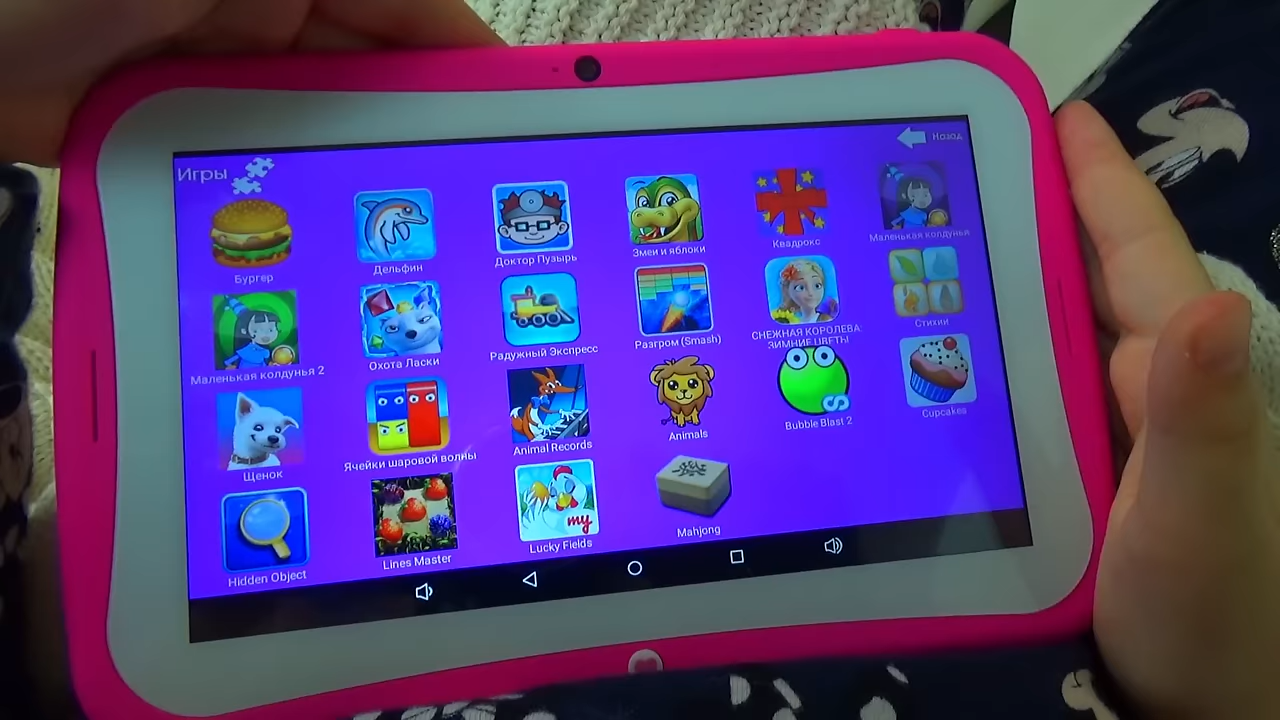 Игры
Назад
Бургер
Дельфин
Доктор Пузырь
Змеи и яблоки
Квадрокс
Маленькая колдунья
Маленькая колдунья 2
Охота Ласки
Радужный Экспресс
Разгром (Smash)
СНЕЖНАЯ КОРОЛЕВА:
ЗИМНИЕ ЦВЕТЫ
Стихии
Щенок
Ячейки шаровой волны
Animal Records
Animals
Bubble Blast 2
Cupcakes
Hidden Object
Lines Master
my
Lucky Fields
Mahjong